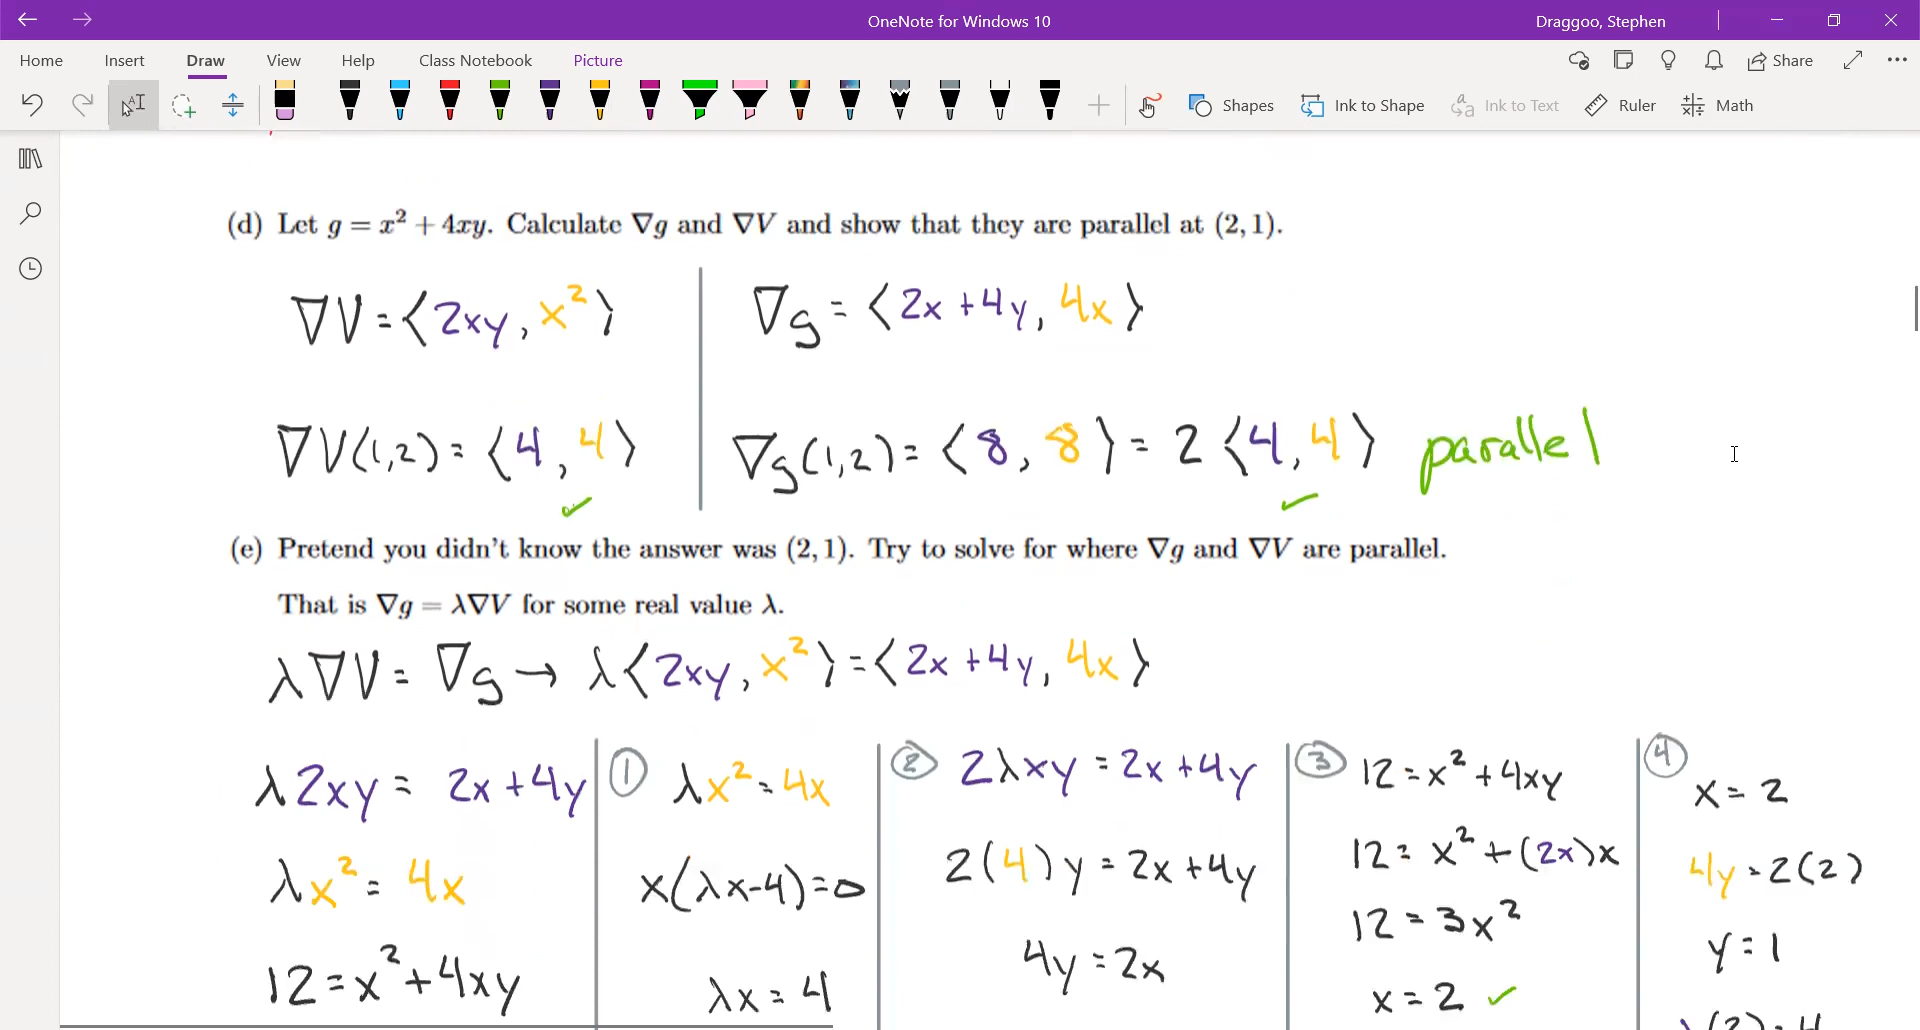 OneNote for Windows 10
Draggoo, Stephen
Home Insert Draw View Help Class Notebook Picture
Share
Shapes Ink to Shape Ink to Text Ruler Math
(d) Let g = x² + 4xy. Calculate ∇g and ∇V and show that they are parallel at (2, 1).
∇V = ⟨2xy, x²⟩
∇g = ⟨2x + 4y, 4x⟩
∇V(1,2) = ⟨4, 4⟩ ✓
∇g(1,2) = ⟨8, 8⟩ = 2⟨4, 4⟩ ✓ parallel
(e) Pretend you didn't know the answer was (2, 1). Try to solve for where ∇g and ∇V are parallel.
That is ∇g = λ∇V for some real value λ.
λ∇V = ∇g → λ⟨2xy, x²⟩ = ⟨2x + 4y, 4x⟩
λ2xy = 2x + 4y
λx² = 4x
12 = x² + 4xy
① λx² = 4x
x(λx-4) = 0
λx = 4
② 2λxy = 2x + 4y
2(4)y = 2x + 4y
4y = 2x
③ 12 = x² + 4xy
12 = x² + (2x)x
12 = 3x²
x = 2 ✓
④ x = 2
4y = 2(2)
y = 1